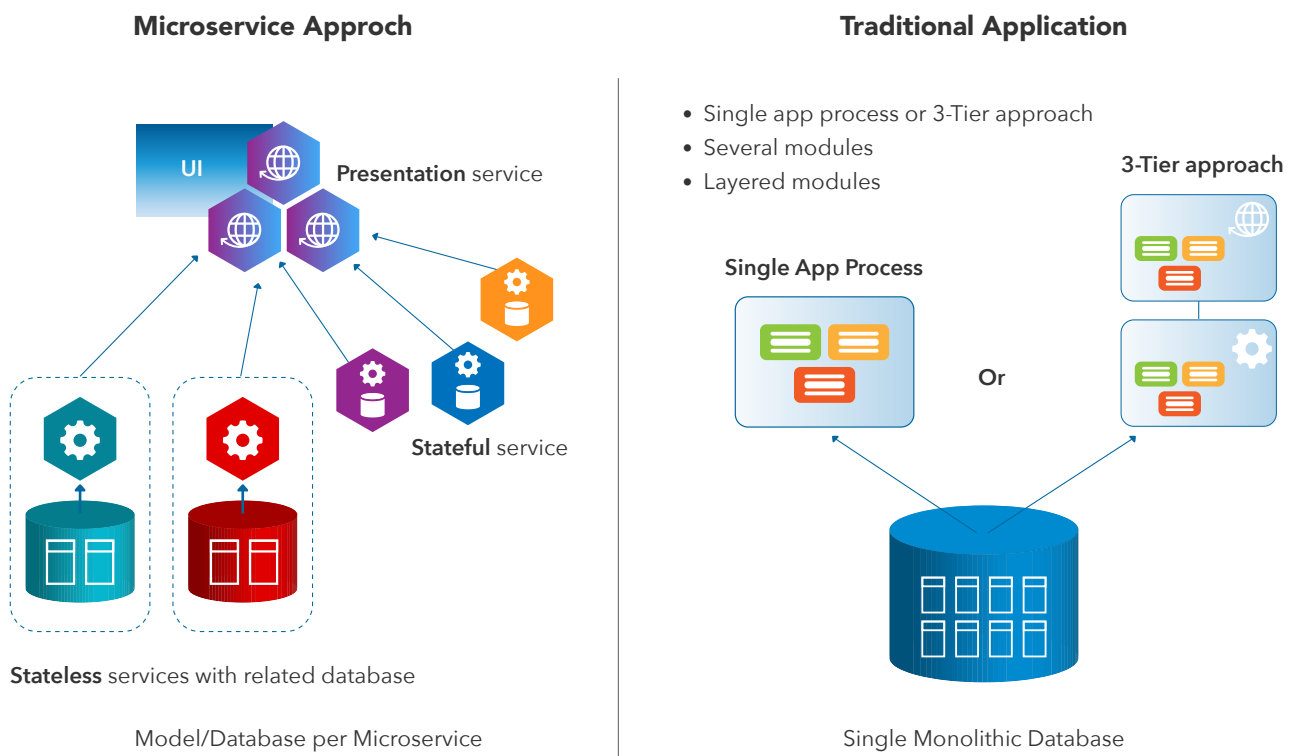 Microservice Approch
UI
Presentation service
Stateful service
Stateless services with related database
Model/Database per Microservice
Traditional Application
• Single app process or 3-Tier approach
• Several modules
• Layered modules
3-Tier approach
Single App Process
Or
Single Monolithic Database